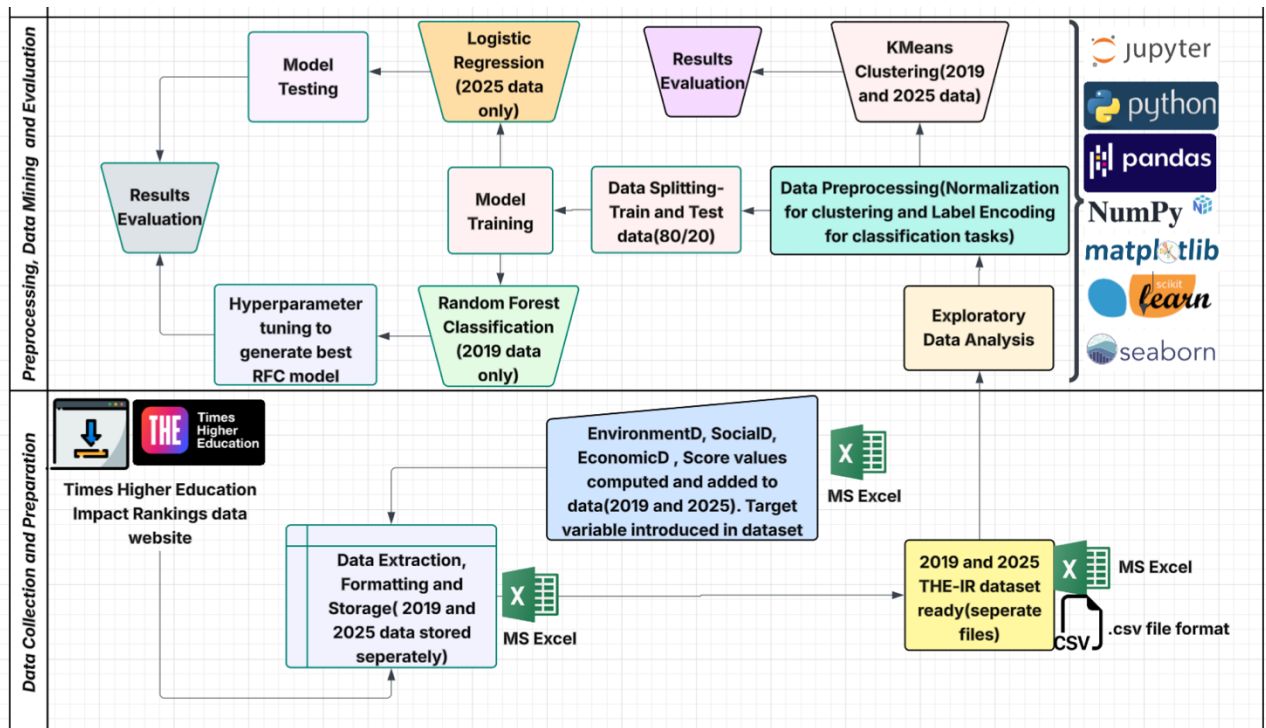 Preprocessing, Data Mining and Evaluation
Model
Testing
Logistic
Regression
(2025 data
only)
Results
Evaluation
KMeans
Clustering(2019
and 2025 data)
Results
Evaluation
Model
Training
Data Splitting-
Train and Test
data(80/20)
Data Preprocessing(Normalization
for clustering and Label Encoding
for classification tasks)
Hyperparameter
tuning to
generate best
RFC model
Random Forest
Classification
(2019 data
only)
Exploratory
Data Analysis
jupyter
python
pandas
NumPy
matplotlib
scikit
learn
seaborn
Data Collection and Preparation
THE
Times
Higher
Education
Times Higher Education
Impact Rankings data
website
EnvironmentD, SocialD,
EconomicD , Score values
computed and added to
data(2019 and 2025). Target
variable introduced in dataset
X
MS Excel
Data Extraction,
Formatting and
Storage( 2019 and
2025 data stored
seperately)
X
MS Excel
2019 and 2025
THE-IR dataset
ready(seperate
files)
X
MS Excel
CSV
.csv file format